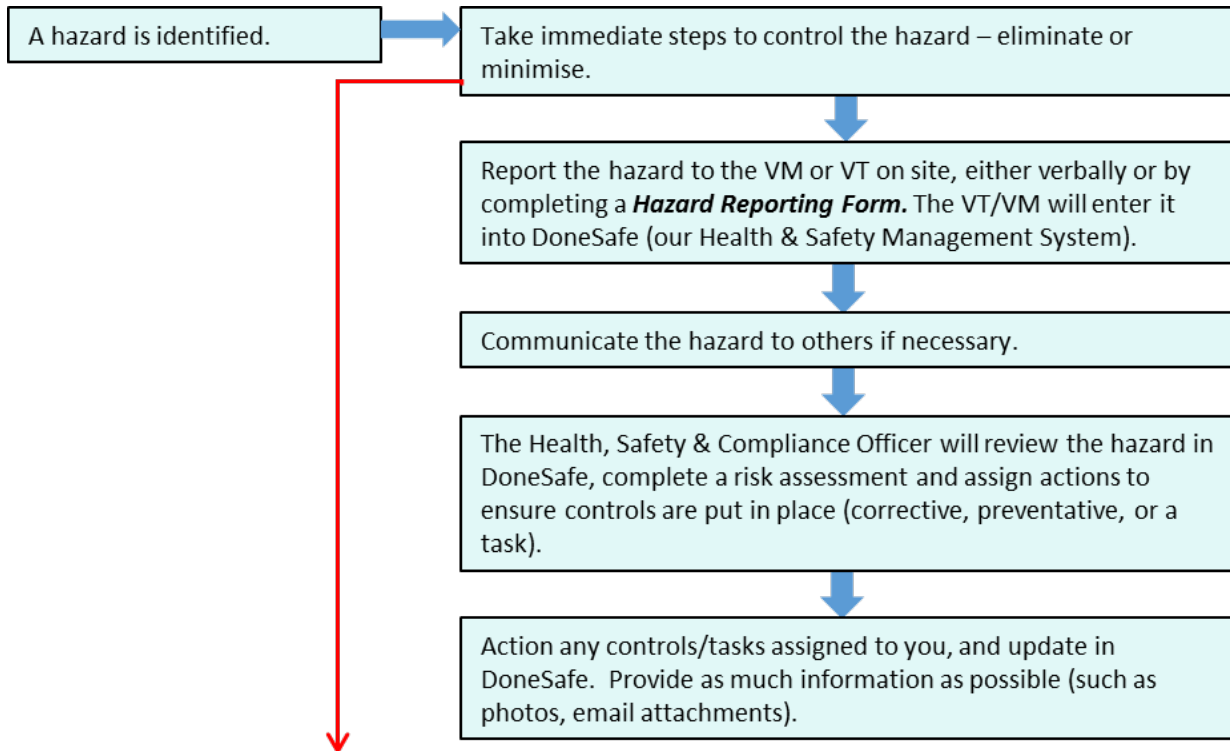 A hazard is identified.
Take immediate steps to control the hazard – eliminate or
minimise.
Report the hazard to the VM or VT on site, either verbally or by
completing a Hazard Reporting Form. The VT/VM will enter it
into DoneSafe (our Health & Safety Management System).
Communicate the hazard to others if necessary.
The Health, Safety & Compliance Officer will review the hazard in
DoneSafe, complete a risk assessment and assign actions to
ensure controls are put in place (corrective, preventative, or a
task).
Action any controls/tasks assigned to you, and update in
DoneSafe.  Provide as much information as possible (such as
photos, email attachments).